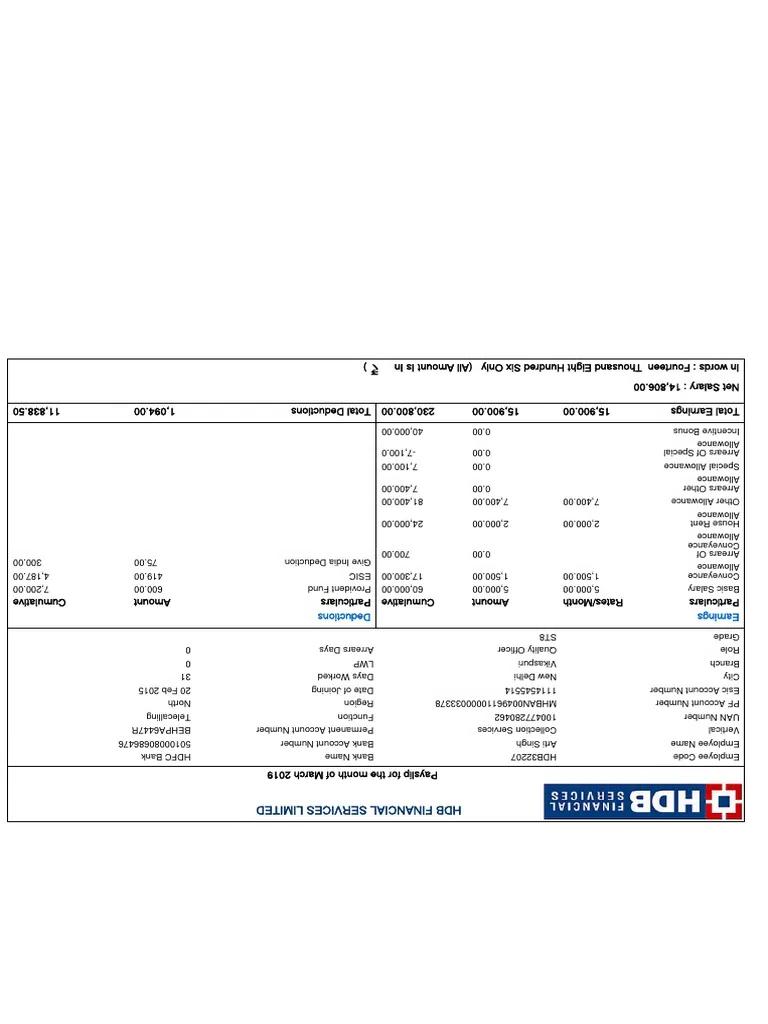 HDB FINANCIAL SERVICES
HDB FINANCIAL SERVICES LIMITED
Payslip for the month of March 2019
Employee Code HDB32207 Bank Name HDFC Bank
Employee Name Arti Singh Bank Account Number 50100080686476
Vertical Collection Services Permanent Account Number BEHPA6447R
UAN Number 100477280462 Function Telecalling
PF Account Number MHBAN00496110000033378 Region North
Esic Account Number 1114545514 Date of Joining 20 Feb 2015
City New Delhi Days Worked 31
Branch Vikaspuri LWP 0
Role Quality Officer Arrears Days 0
Grade ST8
Earnings Deductions
Particulars Rates/Month Amount Cumulative Particulars Amount Cumulative
Basic Salary 5,000.00 5,000.00 60,000.00 Provident Fund 600.00 7,200.00
Conveyance 1,500.00 1,500.00 17,300.00 ESIC 419.00 4,187.00
Allowance
Arrears Of 0.00 700.00 Give India Deduction 75.00 300.00
Conveyance
Allowance
House Rent 2,000.00 2,000.00 24,000.00
Allowance
Other Allowance 7,400.00 7,400.00 81,400.00
Arrears Other 0.00 7,400.00
Allowance
Special Allowance 0.00 7,100.00
Arrears Of Special 0.00 -7,100.0
Allowance
Incentive Bonus 0.00 40,000.00
Total Earnings 15,900.00 15,900.00 230,800.00 Total Deductions 1,094.00 11,838.50
Net Salary : 14,806.00
In words : Fourteen Thousand Eight Hundred Six Only (All Amount Is In ₹ )